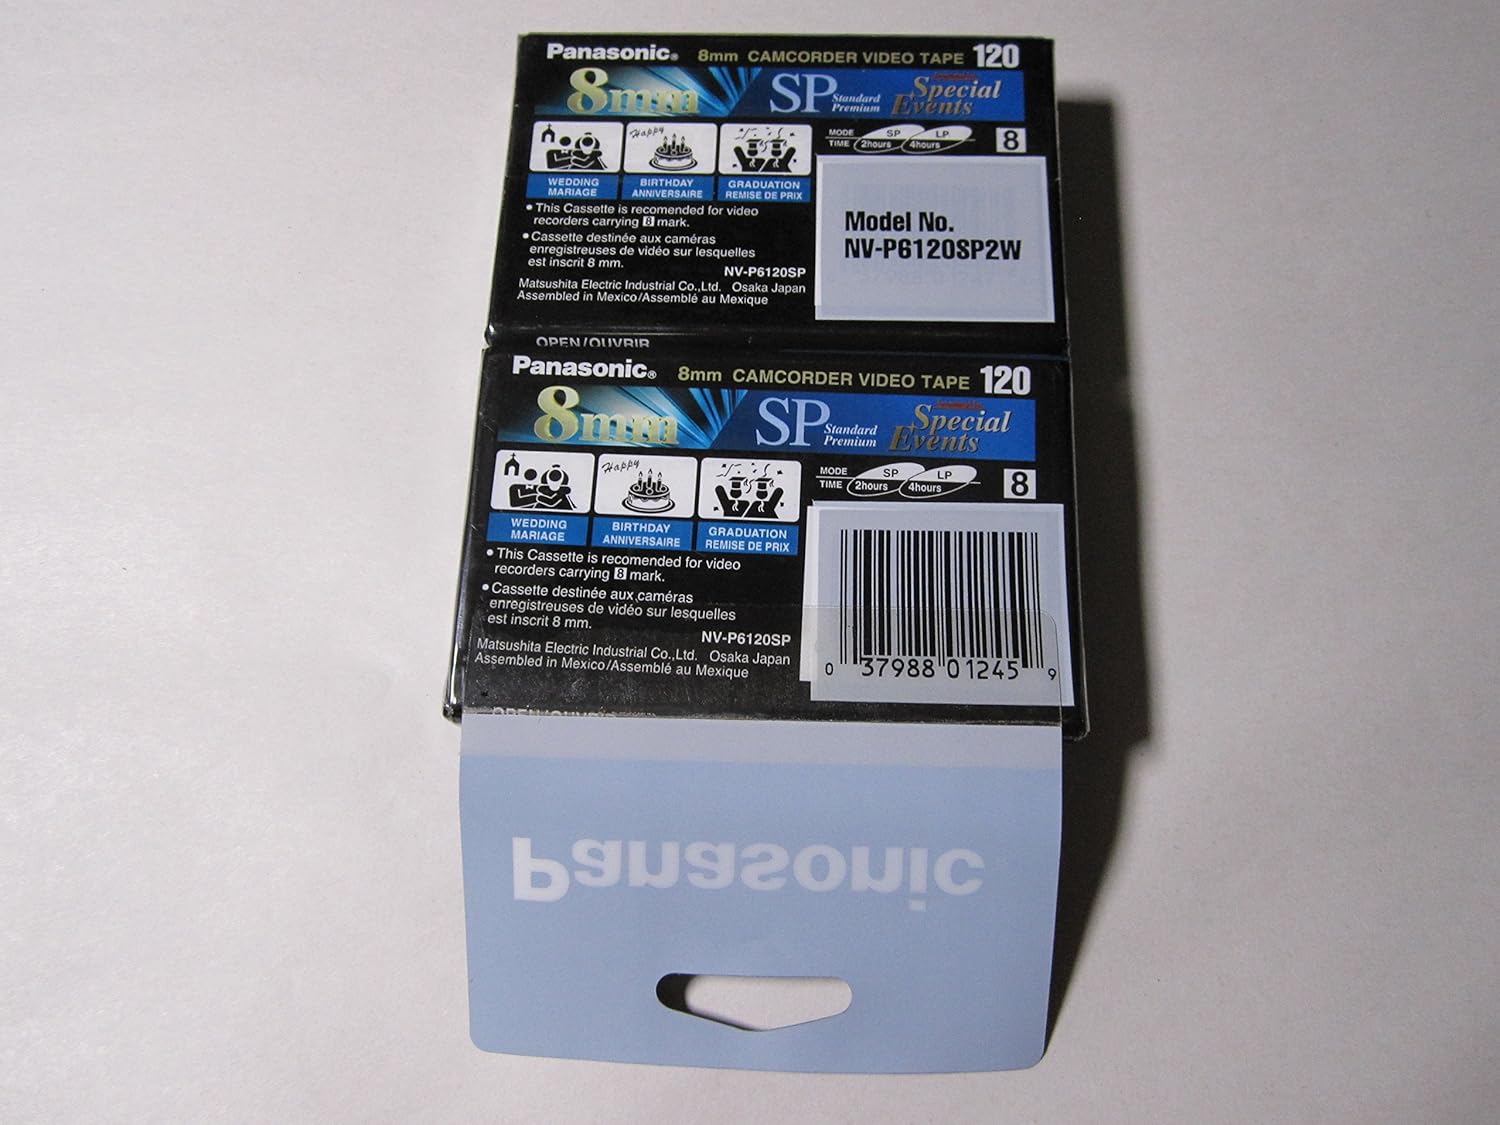 Panasonic® 8mm CAMCORDER VIDEO TAPE 120
8mm SP Standard Premium Special Events
Happy
MODE SP LP
TIME 2hours 4hours 8
WEDDING BIRTHDAY GRADUATION
MARIAGE ANNIVERSAIRE REMISE DE PRIX
• This Cassette is recomended for video
recorders carrying 8 mark.
• Cassette destinée aux caméras
enregistreuses de vidéo sur lesquelles
est inscrit 8 mm.
NV-P6120SP
Matsushita Electric Industrial Co.,Ltd. Osaka Japan
Assembled in Mexico/Assemblé au Mexique
Model No.
NV-P6120SP2W
OPEN/OUVRIR
Panasonic® 8mm CAMCORDER VIDEO TAPE 120
8mm SP Standard Premium Special Events
Happy
MODE SP LP
TIME 2hours 4hours 8
WEDDING BIRTHDAY GRADUATION
MARIAGE ANNIVERSAIRE REMISE DE PRIX
• This Cassette is recomended for video
recorders carrying 8 mark.
• Cassette destinée aux caméras
enregistreuses de vidéo sur lesquelles
est inscrit 8 mm.
NV-P6120SP
Matsushita Electric Industrial Co.,Ltd. Osaka Japan
Assembled in Mexico/Assemblé au Mexique
0 37988 01245 9
OPEN/OUVRIR
Panasonic